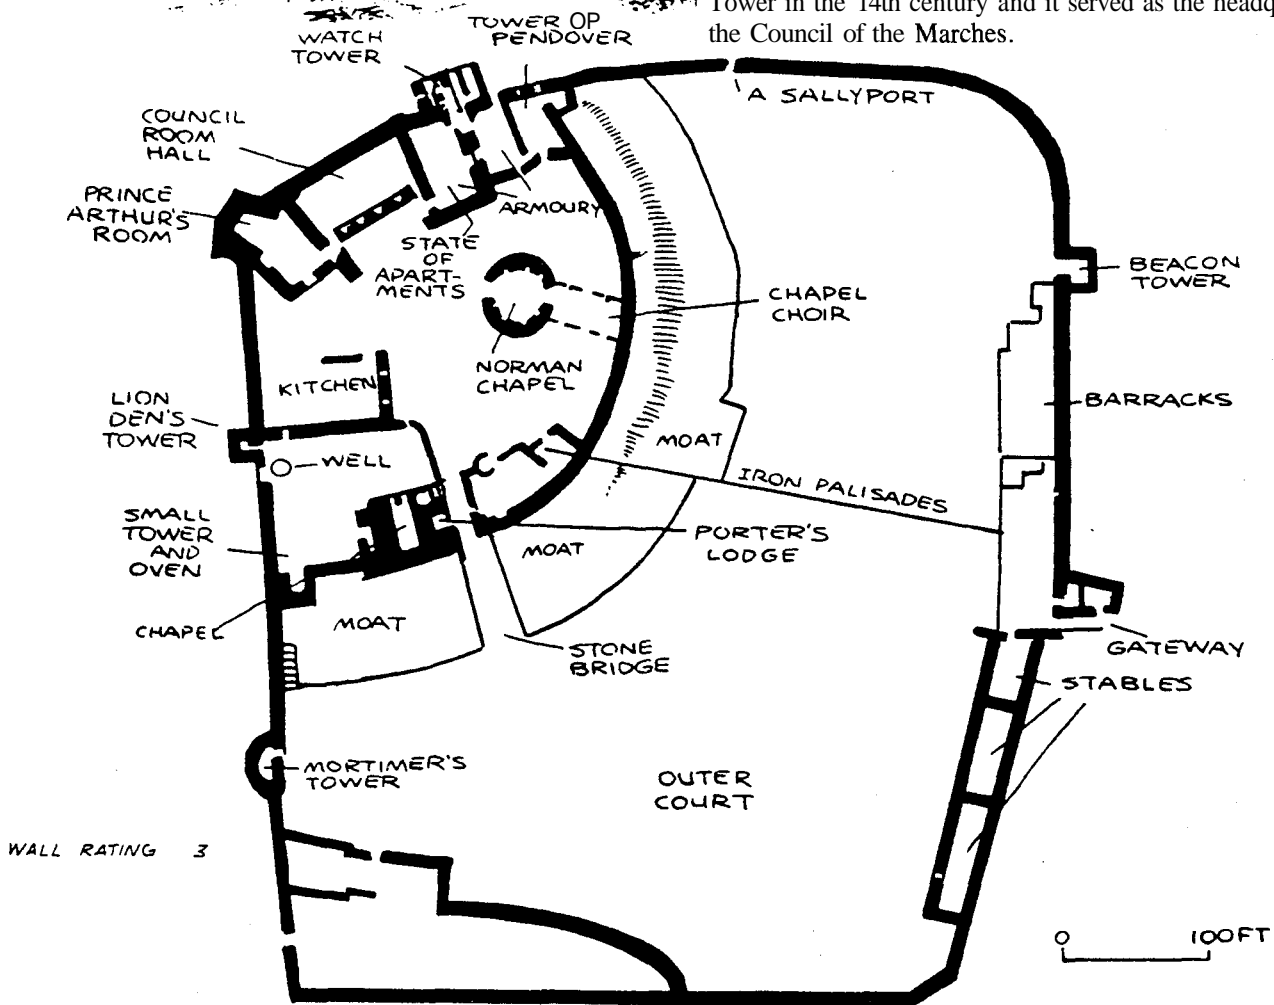 Tower in the 14th century and it served as the headq
the Council of the Marches.
WATCH
TOWER
TOWER OP
PENDOVER
A SALLYPORT
COUNCIL
ROOM
HALL
PRINCE
ARTHUR'S
ROOM
ARMOURY
STATE
OF
APART-
MENTS
BEACON
TOWER
CHAPEL
CHOIR
NORMAN
CHAPEL
KITCHEN
LION
DEN'S
TOWER
BARRACKS
MOAT
WELL
IRON PALISADES
SMALL
TOWER
AND
OVEN
PORTER'S
LODGE
MOAT
CHAPEL
MOAT
STONE
BRIDGE
GATEWAY
STABLES
MORTIMER'S
TOWER
OUTER
COURT
WALL RATING 3
0 100FT